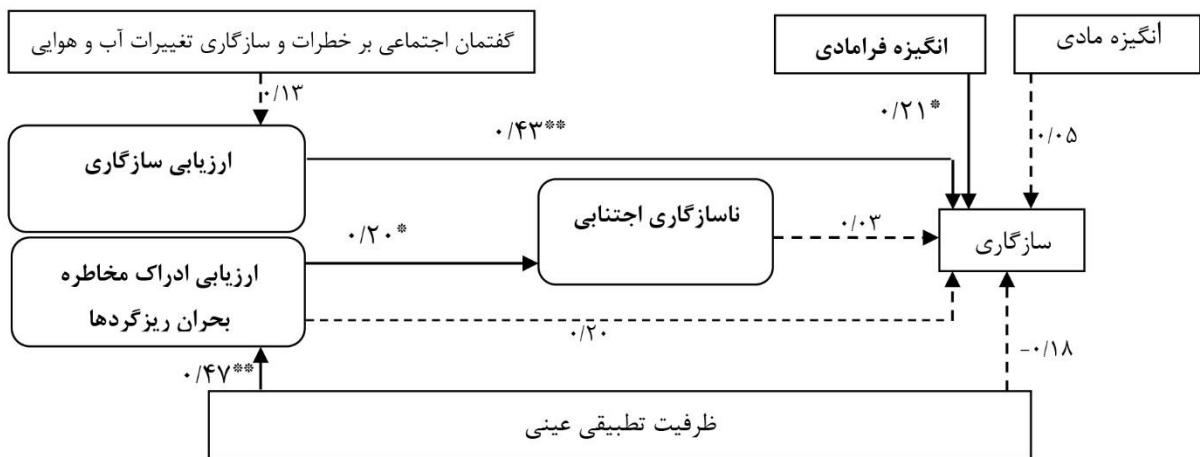 گفتمان اجتماعی بر خطرات و سازگاری تغییرات آب و هوایی
انگیزه فرامادی
انگیزه مادی
۰/۱۳
۰/۲۱*
۰/۰۵
۰/۴۳**
ارزیابی سازگاری
ناسازگاری اجتنابی
۰/۰۳
سازگاری
۰/۲۰*
ارزیابی ادراک مخاطره
بحران ریزگردها
۰/۲۰
-۰/۱۸
۰/۴۷**
ظرفیت تطبیقی عینی